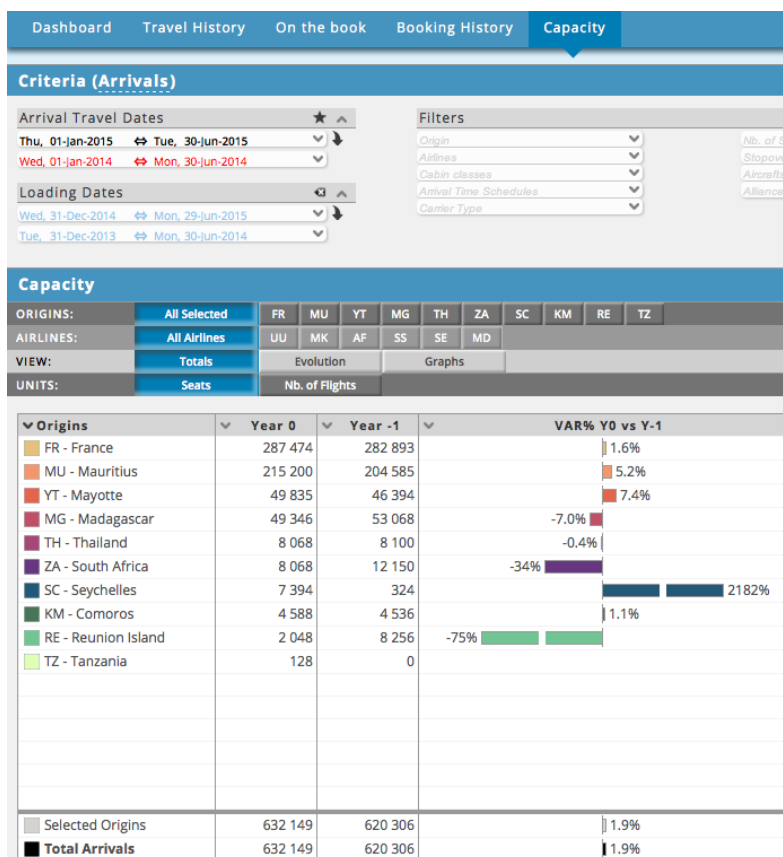 Dashboard Travel History On the book Booking History Capacity
Criteria (Arrivals)
Arrival Travel Dates Filters
Thu, 01-Jan-2015 ⇔ Tue, 30-Jun-2015 Origin
Wed, 01-Jan-2014 ⇔ Mon, 30-Jun-2014 Airlines
Cabin classes
Loading Dates Arrival Time Schedules
Wed, 31-Dec-2014 ⇔ Mon, 29-Jun-2015 Carrier Type
Tue, 31-Dec-2013 ⇔ Mon, 30-Jun-2014
Nb. of
Capacity
ORIGINS: All Selected FR MU YT MG TH ZA SC KM RE TZ
AIRLINES: All Airlines UU MK AF SS SE MD
VIEW: Totals Evolution Graphs
UNITS: Seats Nb. of Flights
Origins Year 0 Year -1 VAR% Y0 vs Y-1
FR - France 287 474 282 893 1.6%
MU - Mauritius 215 200 204 585 5.2%
YT - Mayotte 49 835 46 394 7.4%
MG - Madagascar 49 346 53 068 -7.0%
TH - Thailand 8 068 8 100 -0.4%
ZA - South Africa 8 068 12 150 -34%
SC - Seychelles 7 394 324 2182%
KM - Comoros 4 588 4 536 1.1%
RE - Reunion Island 2 048 8 256 -75%
TZ - Tanzania 128 0
Selected Origins 632 149 620 306 1.9%
Total Arrivals 632 149 620 306 1.9%